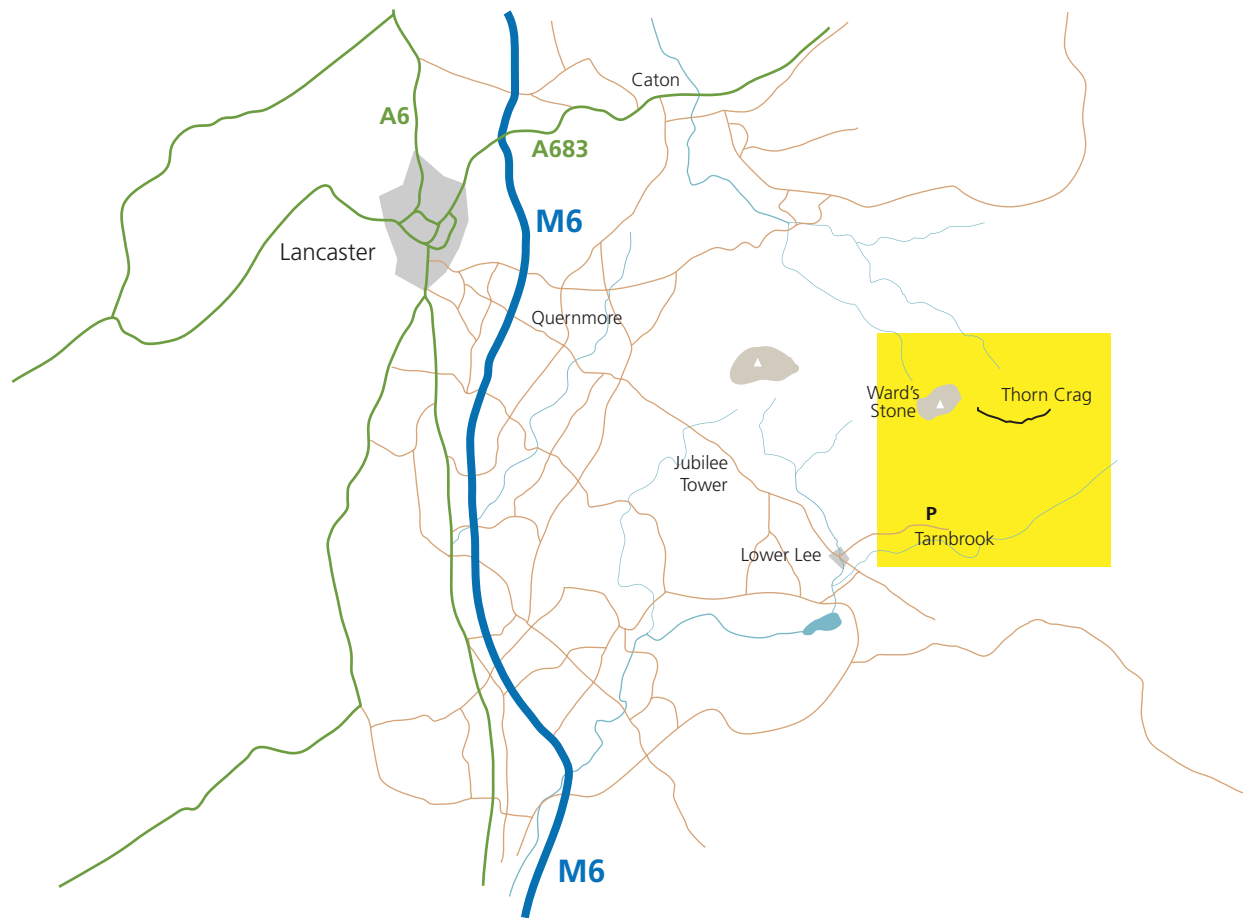 Caton
A6
A683
M6
Lancaster
Quernmore
Ward's
Stone
Thorn Crag
Jubilee
Tower
P
Tarnbrook
Lower Lee
M6